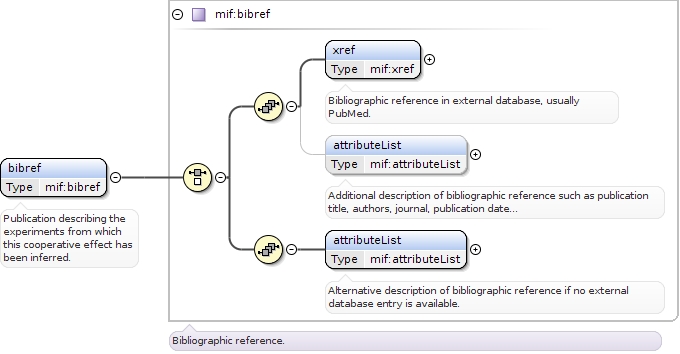 mif:bibref
xref
Type mif:xref
Bibliographic reference in external database, usually
PubMed.
attributeList
Type mif:attributeList
Additional description of bibliographic reference such as publication
title, authors, journal, publication date...
bibref
Type mif:bibref
Publication describing the
experiments from which
this cooperative effect has
been inferred.
attributeList
Type mif:attributeList
Alternative description of bibliographic reference if no external
database entry is available.
Bibliographic reference.